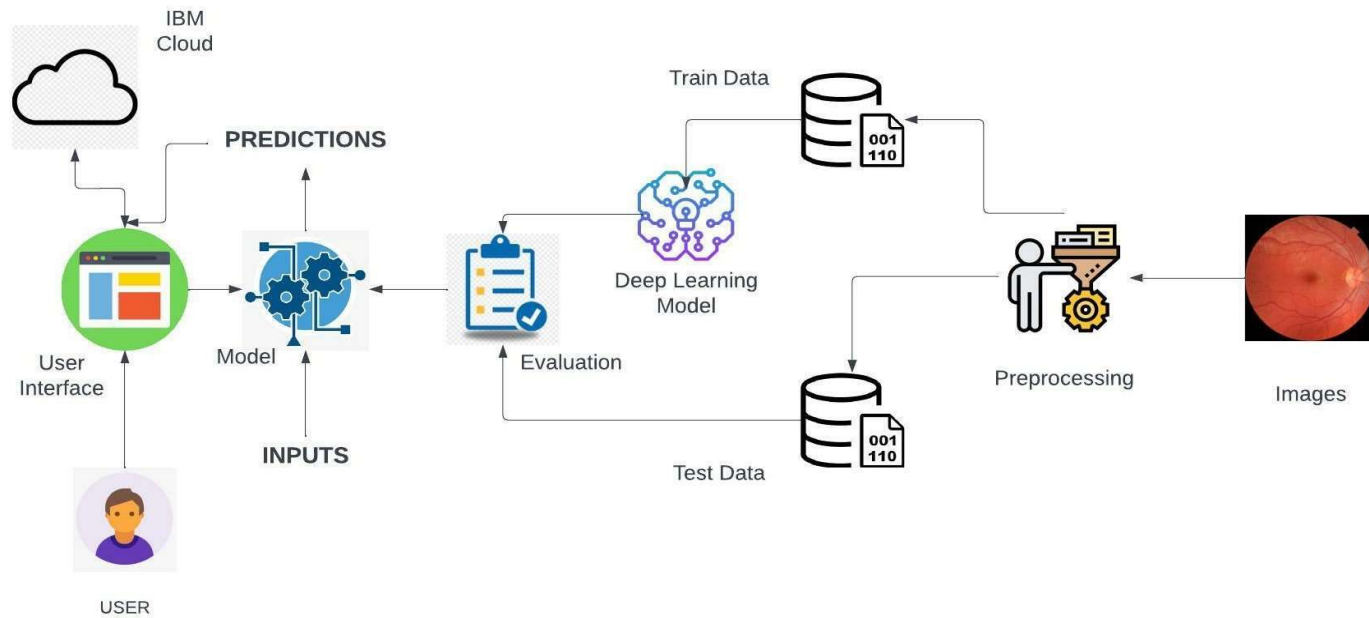 IBM
Cloud
Train Data
001
110
PREDICTIONS
Deep Learning
Model
User
Interface
Model
Evaluation
Preprocessing
Images
INPUTS
Test Data
001
110
USER